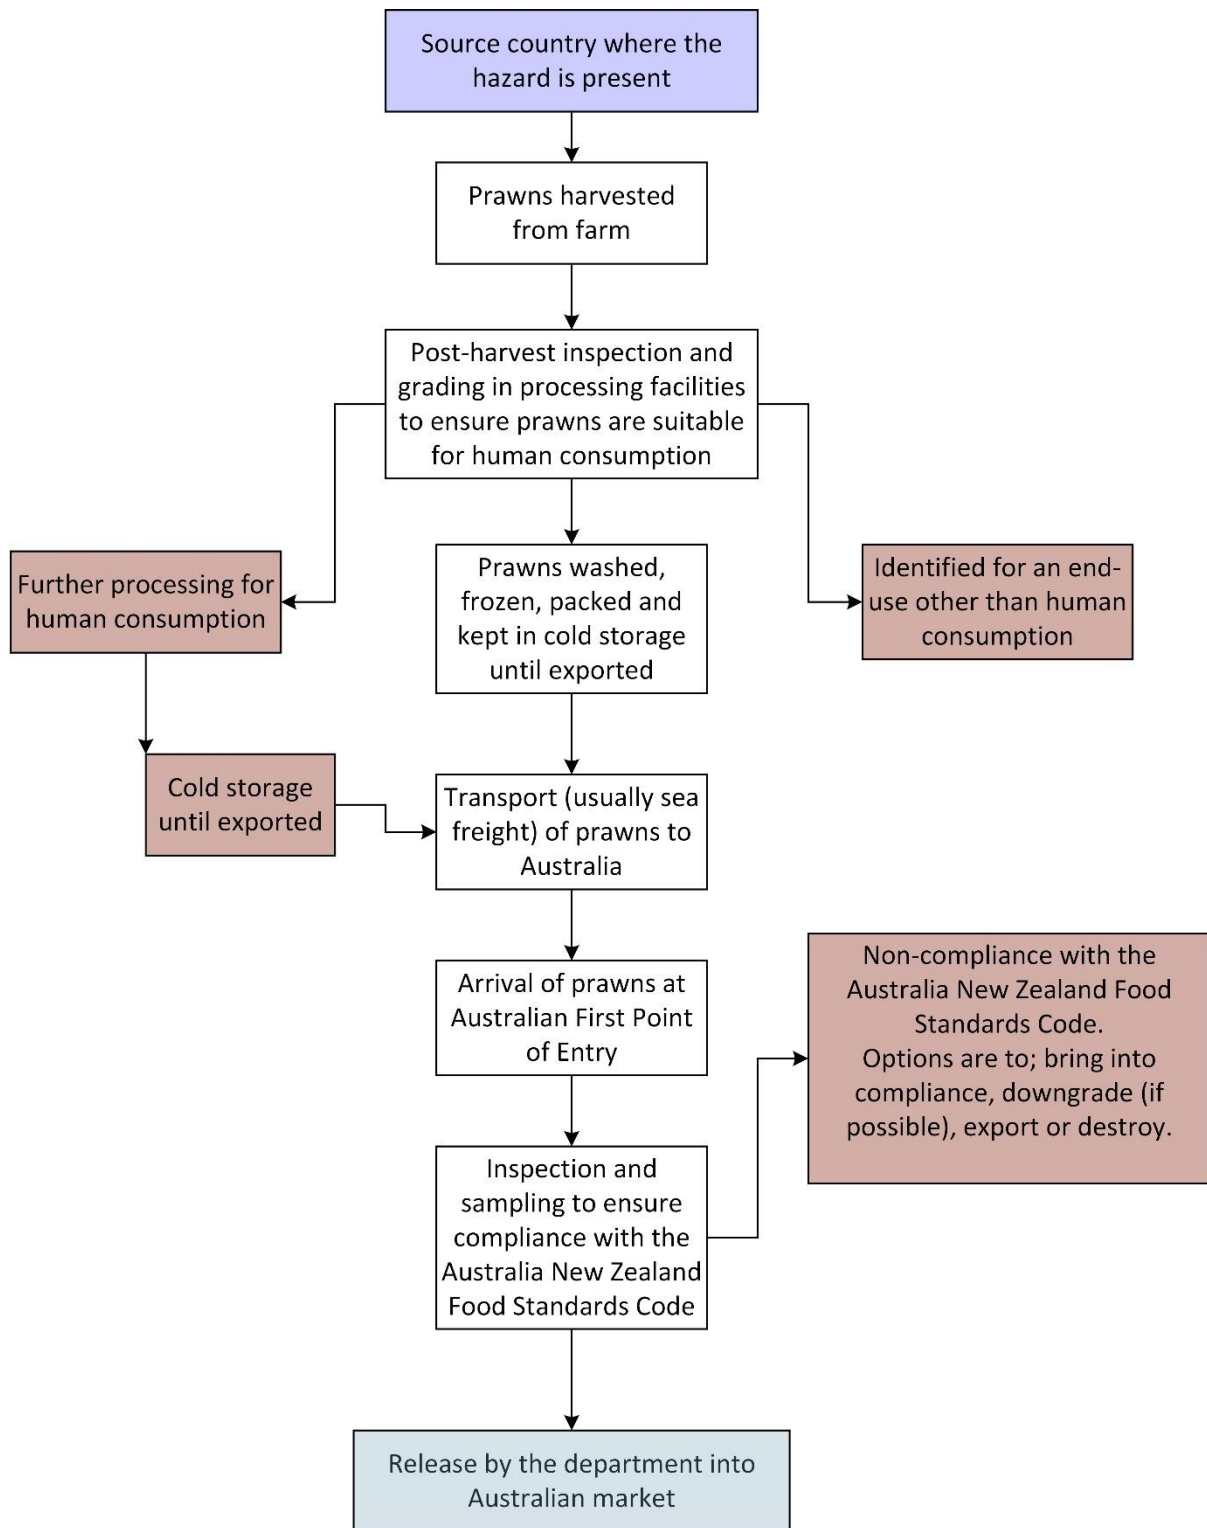 Source country where the
hazard is present
Prawns harvested
from farm
Post-harvest inspection and
grading in processing facilities
to ensure prawns are suitable
for human consumption
Further processing for
human consumption
Prawns washed,
frozen, packed and
kept in cold storage
until exported
Identified for an end-
use other than human
consumption
Cold storage
until exported
Transport (usually sea
freight) of prawns to
Australia
Arrival of prawns at
Australian First Point
of Entry
Non-compliance with the
Australia New Zealand Food
Standards Code.
Options are to; bring into
compliance, downgrade (if
possible), export or destroy.
Inspection and
sampling to ensure
compliance with the
Australia New Zealand
Food Standards Code
Release by the department into
Australian market